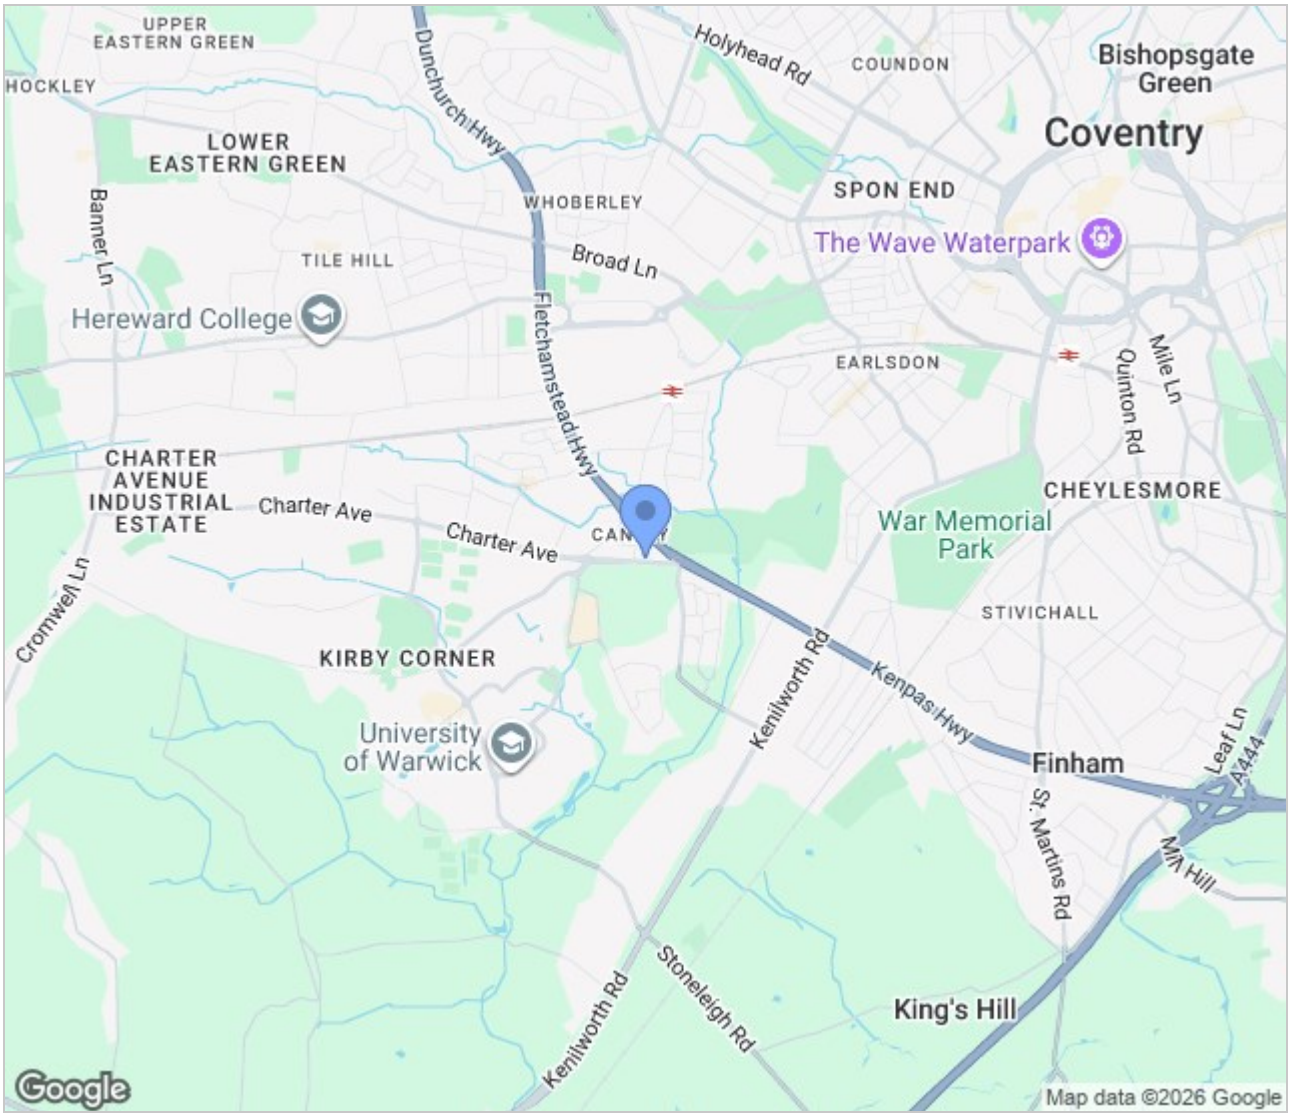 UPPER
EASTERN GREEN
HOCKLEY
Dunchurch Hwy
Holyhead Rd
COUNDON
Bishopsgate
Green
Coventry
LOWER
EASTERN GREEN
Banner Ln
WHOBERLEY
SPON END
The Wave Waterpark
TILE HILL
Broad Ln
Hereward College
Fletchamstead Hwy
EARLSDON
Quinton Rd
Mile Ln
CHARTER
AVENUE
INDUSTRIAL
ESTATE
Charter Ave
Charter Ave
CHEYLESMORE
War Memorial
Park
Cromwell Ln
STIVICHALL
KIRBY CORNER
Kenilworth Rd
Kenpas Hwy
University
of Warwick
Finham
Leaf Ln
A444
St. Martins Rd
Mill Hill
Stoneleigh Rd
Kenilworth Rd
King's Hill
Google
Map data ©2026 Google